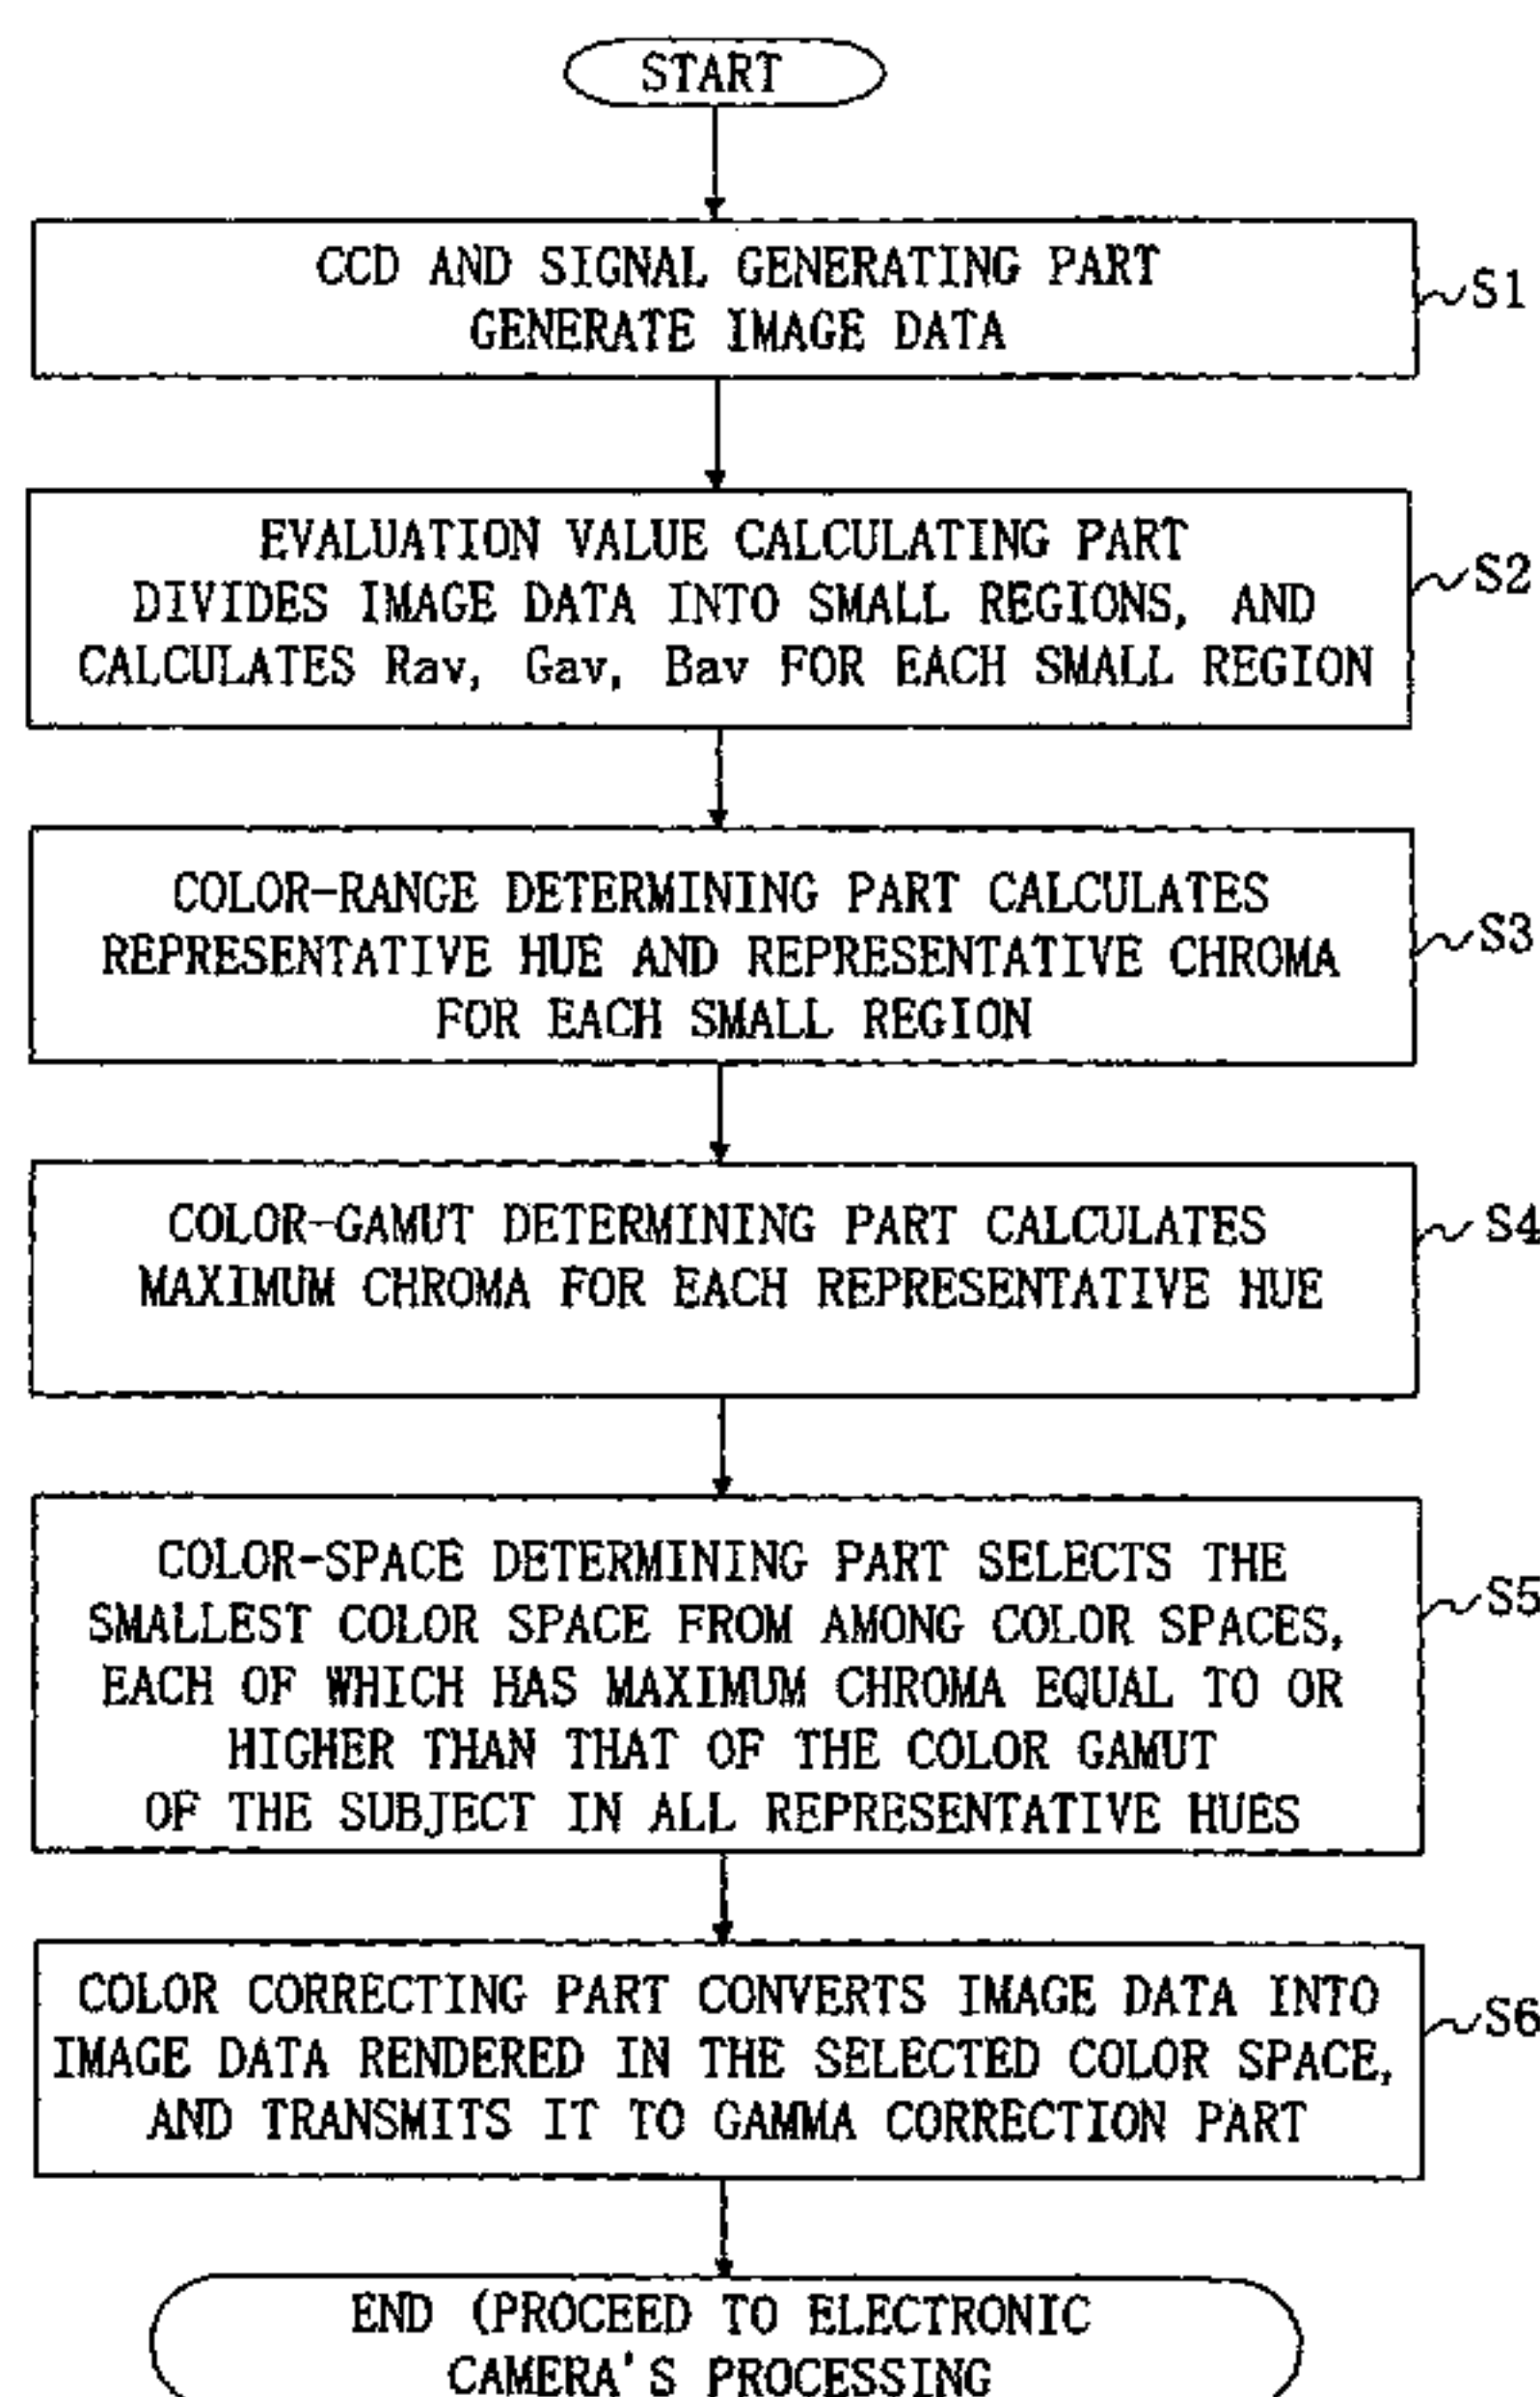 START
CCD AND SIGNAL GENERATING PART
GENERATE IMAGE DATA
S1
EVALUATION VALUE CALCULATING PART
DIVIDES IMAGE DATA INTO SMALL REGIONS, AND
CALCULATES Rav, Gav, Bav FOR EACH SMALL REGION
S2
COLOR-RANGE DETERMINING PART CALCULATES
REPRESENTATIVE HUE AND REPRESENTATIVE CHROMA
FOR EACH SMALL REGION
S3
COLOR-GAMUT DETERMINING PART CALCULATES
MAXIMUM CHROMA FOR EACH REPRESENTATIVE HUE
S4
COLOR-SPACE DETERMINING PART SELECTS THE
SMALLEST COLOR SPACE FROM AMONG COLOR SPACES,
EACH OF WHICH HAS MAXIMUM CHROMA EQUAL TO OR
HIGHER THAN THAT OF THE COLOR GAMUT
OF THE SUBJECT IN ALL REPRESENTATIVE HUES
S5
COLOR CORRECTING PART CONVERTS IMAGE DATA INTO
IMAGE DATA RENDERED IN THE SELECTED COLOR SPACE,
AND TRANSMITS IT TO GAMMA CORRECTION PART
S6
END (PROCEED TO ELECTRONIC
CAMERA'S PROCESSING